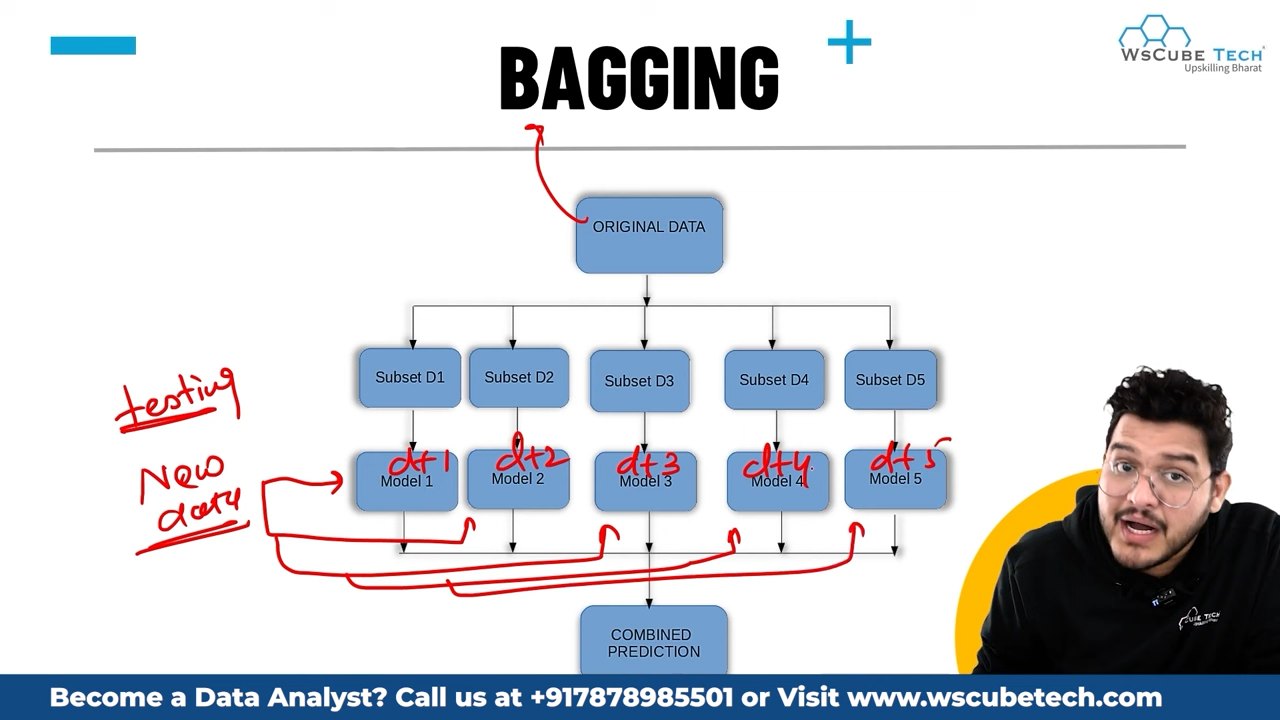 WsCube Tech
Upskilling Bharat
BAGGING
ORIGINAL DATA
Subset D1 Subset D2 Subset D3 Subset D4 Subset D5
testing
dt1 dt2 dt3 dt4 dt5
Model 1 Model 2 Model 3 Model 4 Model 5
New
data
COMBINED
PREDICTION
CUBE TECH
Become a Data Analyst? Call us at +917878985501 or Visit www.wscubetech.com